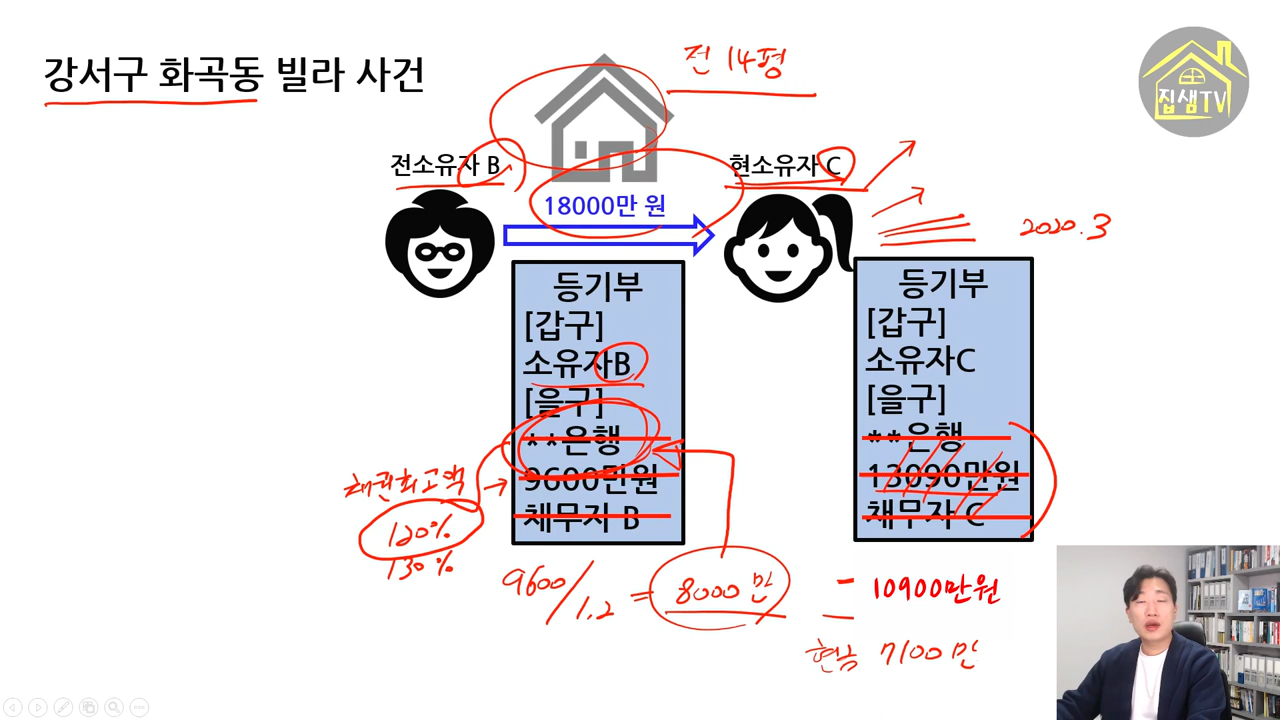 강서구 화곡동 빌라 사건
전 14평
집샘TV
전소유자 B
현소유자 C
18000만 원
2020.3
등기부
[갑구]
소유자B
[을구]
**은행
9600만원
채무자 B
등기부
[갑구]
소유자C
[을구]
**은행
13090만원
채무자 C
채권최고액
120%
130%
9600/1.2 = 8000만
- 10900만원
현금 7100만